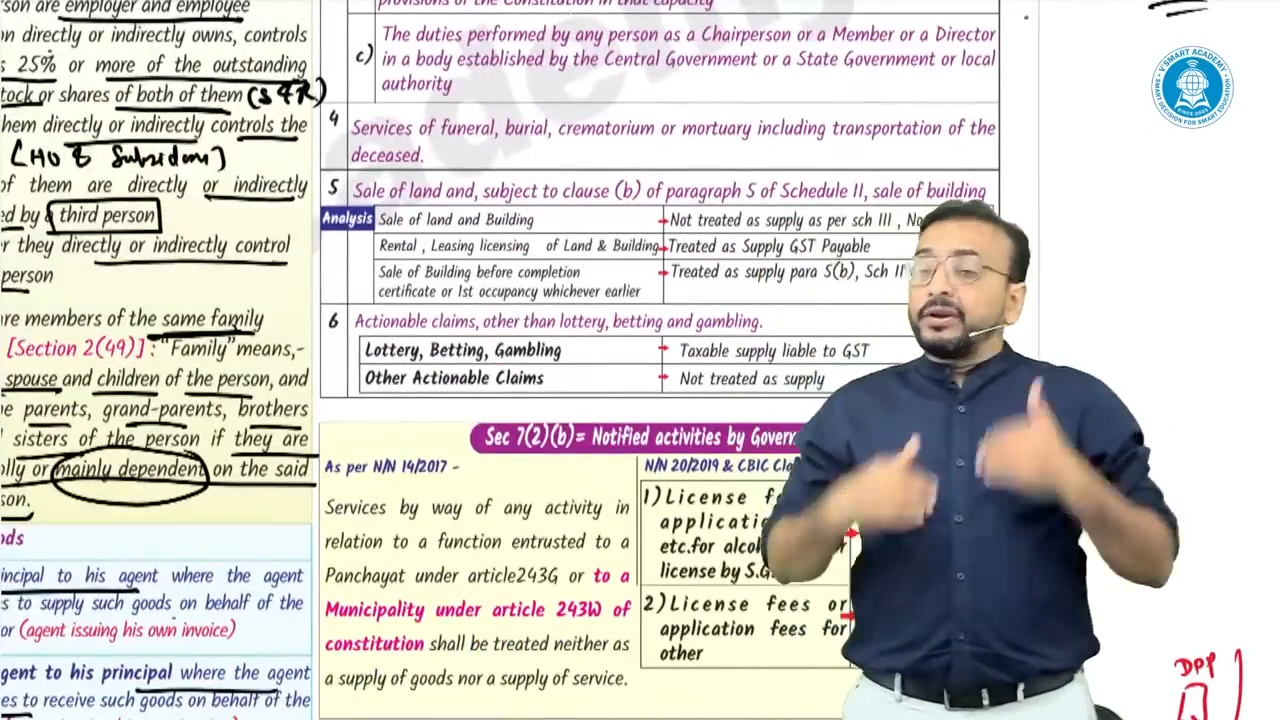 son are employer and employee
on directly or indirectly owns, controls
s 25% or more of the outstanding
tock or shares of both of them (S & R)
hem directly or indirectly controls the
[HO & Subsidiary]
of them are directly or indirectly
ed by a third person
r they directly or indirectly control
person
re members of the same family
[Section 2(49)] : "Family" means,-
spouse and children of the person, and
e parents, grand-parents, brothers
sisters of the person if they are
olly or mainly dependent on the said
son.
ods
incipal to his agent where the agent
s to supply such goods on behalf of the
or (agent issuing his own invoice)
gent to his principal where the agent
es to receive such goods on behalf of the
provisions of the Constitution in that capacity
c) The duties performed by any person as a Chairperson or a Member or a Director
in a body established by the Central Government or a State Government or local
authority
4 Services of funeral, burial, crematorium or mortuary including transportation of the
deceased.
5 Sale of land and, subject to clause (b) of paragraph 5 of Schedule II, sale of building
Analysis Sale of land and Building Not treated as supply as per sch III , No
Rental , Leasing licensing of Land & Building Treated as Supply GST Payable
Sale of Building before completion Treated as supply para 5(b), Sch II
certificate or 1st occupancy whichever earlier
6 Actionable claims, other than lottery, betting and gambling.
Lottery, Betting, Gambling Taxable supply liable to GST
Other Actionable Claims Not treated as supply
Sec 7(2)(b)= Notified activities by Govern
As per N/N 14/2017 -
Services by way of any activity in
relation to a function entrusted to a
Panchayat under article243G or to a
Municipality under article 243W of
constitution shall be treated neither as
a supply of goods nor a supply of service.
N/N 20/2019 & CBIC Cla
1) License f
applicati
etc.for alcoh r
license by S.G
2) License fees or
application fees for
other
V'SMART ACADEMY
SMART DECISION FOR SMART EDUCATION
DPP